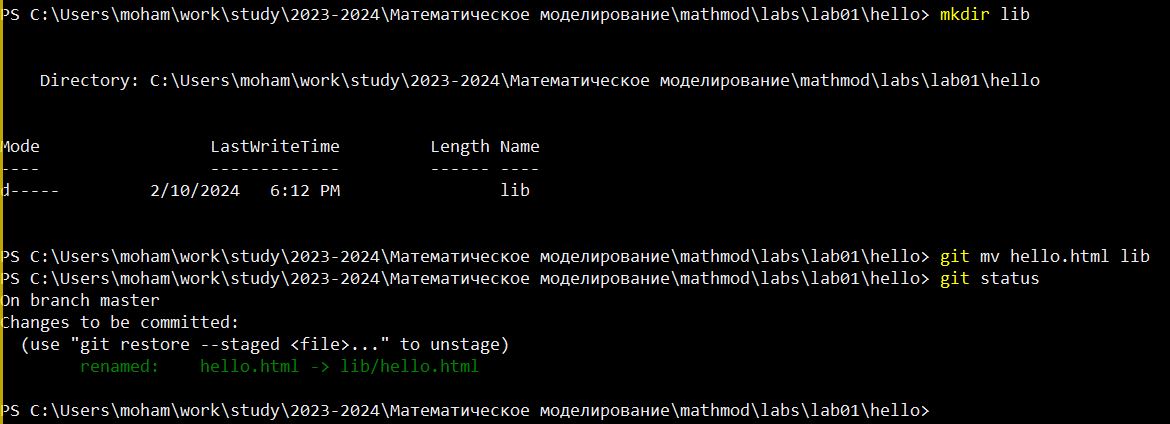 PS C:\Users\moham\work\study\2023-2024\Математическое моделирование\mathmod\labs\lab01\hello> mkdir lib
    Directory: C:\Users\moham\work\study\2023-2024\Математическое моделирование\mathmod\labs\lab01\hello
Mode                 LastWriteTime         Length Name
----                 -------------         ------ ----
d-----         2/10/2024   6:12 PM                lib
PS C:\Users\moham\work\study\2023-2024\Математическое моделирование\mathmod\labs\lab01\hello> git mv hello.html lib
PS C:\Users\moham\work\study\2023-2024\Математическое моделирование\mathmod\labs\lab01\hello> git status
On branch master
Changes to be committed:
  (use "git restore --staged <file>..." to unstage)
        renamed:    hello.html -> lib/hello.html
PS C:\Users\moham\work\study\2023-2024\Математическое моделирование\mathmod\labs\lab01\hello>